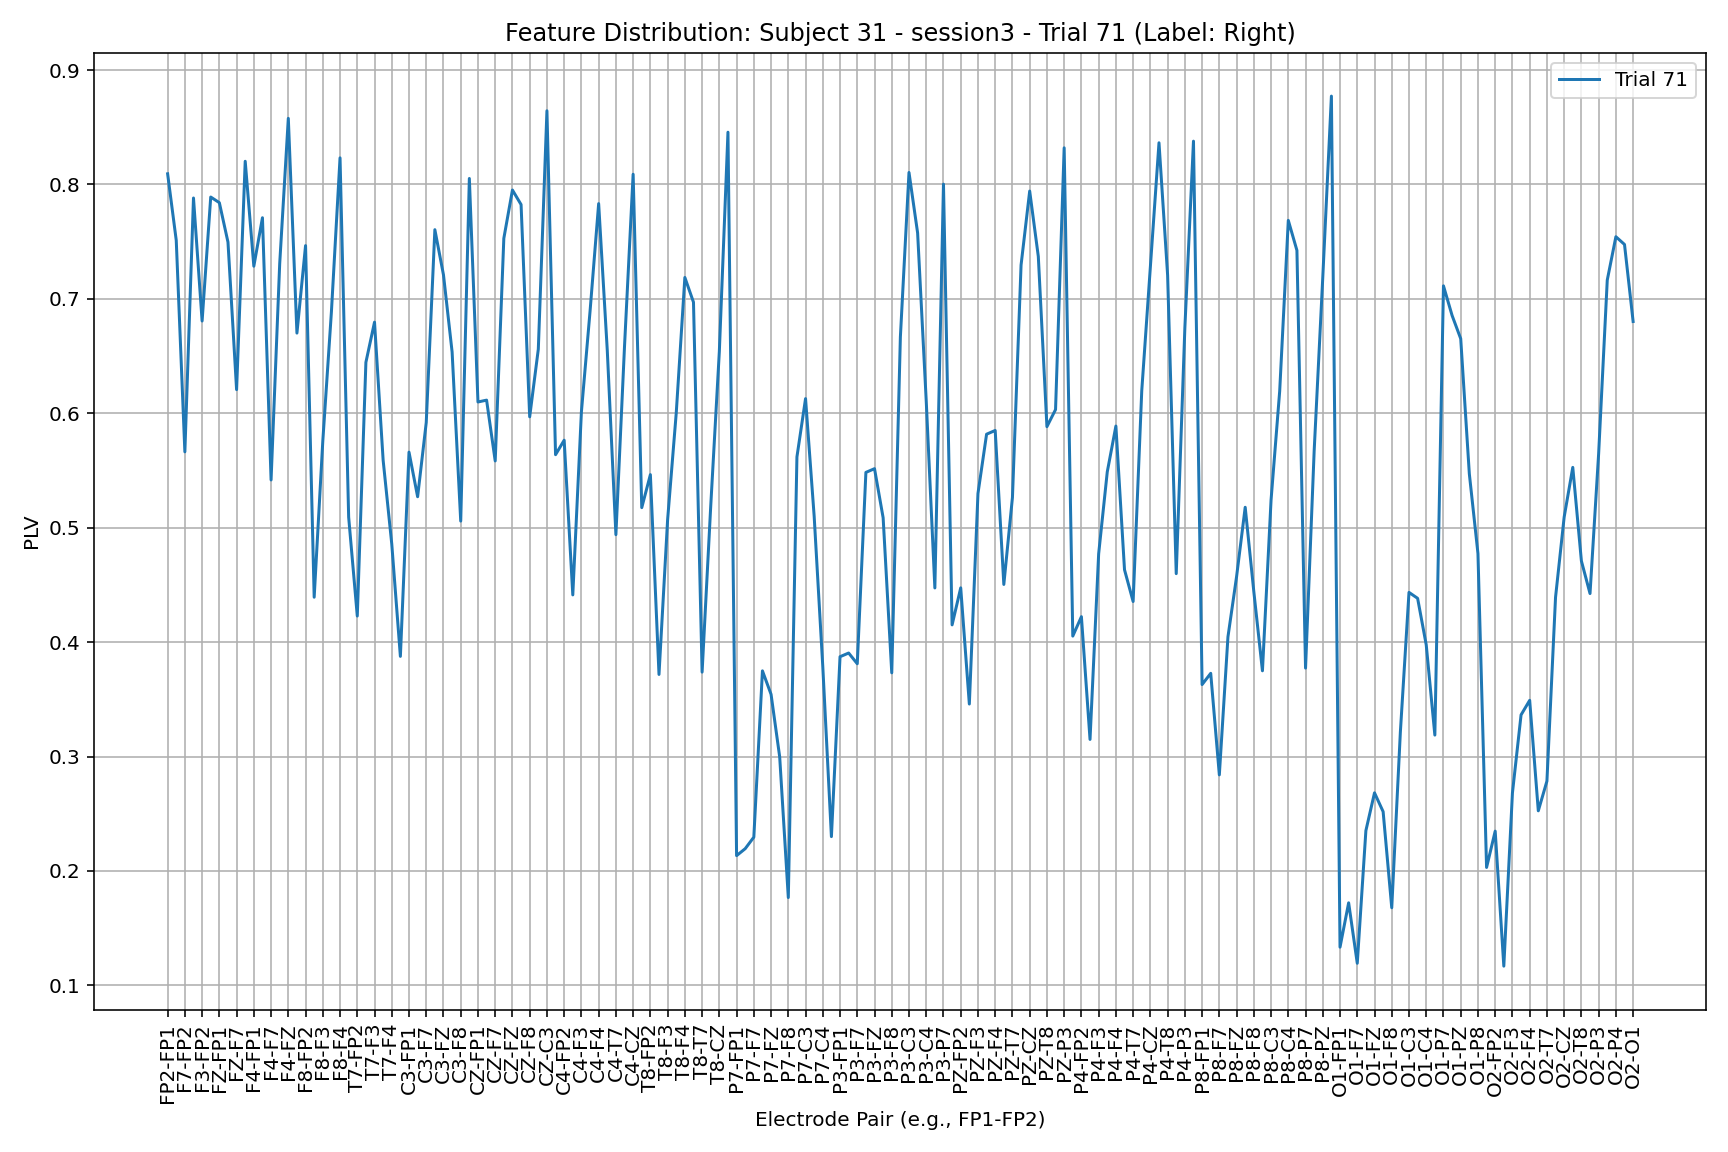 Feature Distribution: Subject 31 - session3 - Trial 71 (Label: Right)
Trial 71
0.9
0.8
0.7
0.6
0.5
0.4
0.3
0.2
0.1
PLV
FP2-FP1
F7-FP2
F3-FP2
FZ-FP1
FZ-F7
F4-FP1
F4-F7
F4-FZ
F8-FP2
F8-F3
F8-F4
T7-FP2
T7-F3
T7-F4
C3-FP1
C3-F7
C3-FZ
C3-F8
CZ-FP1
CZ-F7
CZ-FZ
CZ-F8
CZ-C3
C4-FP2
C4-F3
C4-F4
C4-T7
C4-CZ
T8-FP2
T8-F3
T8-F4
T8-T7
T8-CZ
P7-FP1
P7-F7
P7-FZ
P7-F8
P7-C3
P7-C4
P3-FP1
P3-F7
P3-FZ
P3-F8
P3-C3
P3-C4
P3-P7
PZ-FP2
PZ-F3
PZ-F4
PZ-T7
PZ-CZ
PZ-T8
PZ-P3
P4-FP2
P4-F3
P4-F4
P4-T7
P4-CZ
P4-T8
P4-P3
P8-FP1
P8-F7
P8-FZ
P8-F8
P8-C3
P8-C4
P8-P7
P8-PZ
O1-FP1
O1-F7
O1-FZ
O1-F8
O1-C3
O1-C4
O1-P7
O1-PZ
O1-P8
O2-FP2
O2-F3
O2-F4
O2-T7
O2-CZ
O2-T8
O2-P3
O2-P4
O2-O1
Electrode Pair (e.g., FP1-FP2)